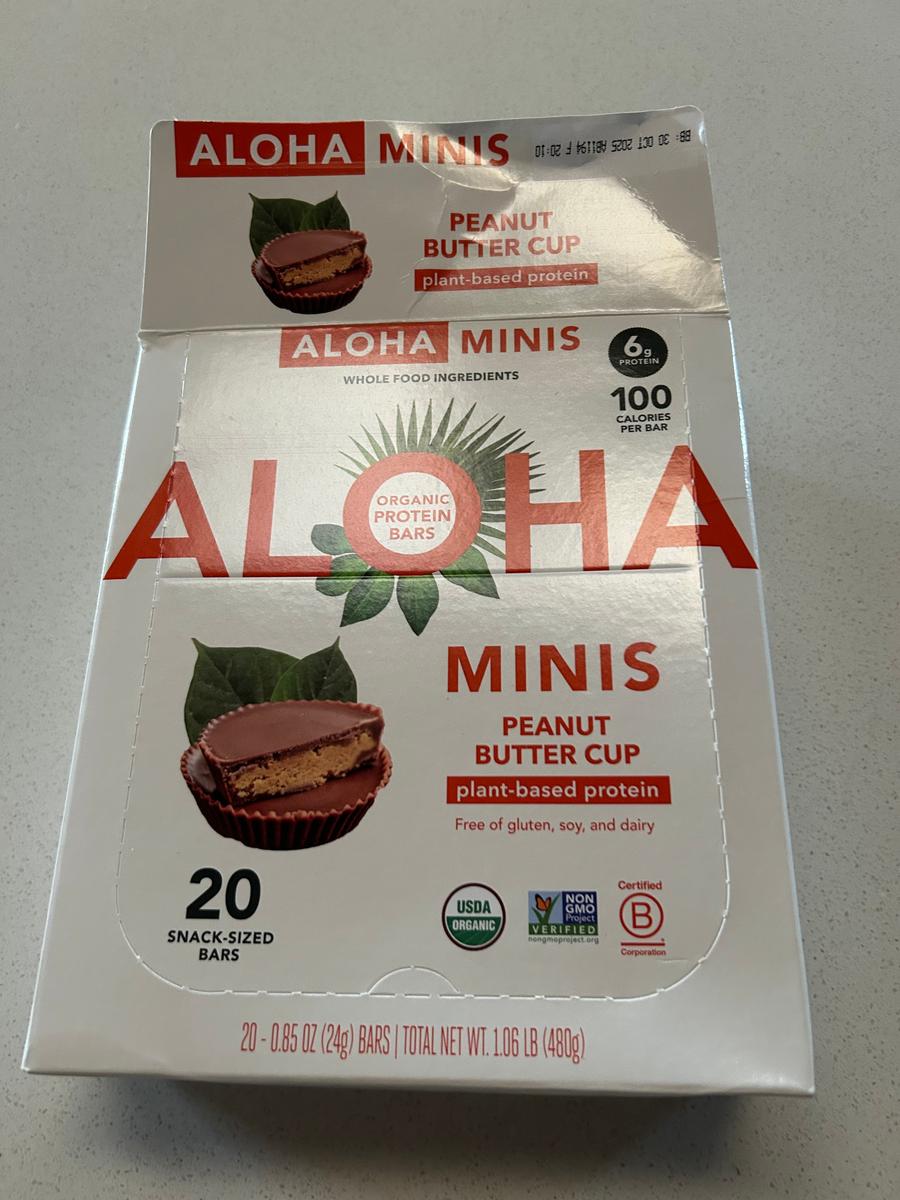 ALOHA MINIS
BB: 30 OCT 2025 AB1194 F 20:10
PEANUT
BUTTER CUP
plant-based protein
ALOHA MINIS
WHOLE FOOD INGREDIENTS
6g
PROTEIN
100
CALORIES
PER BAR
ALOHA
ORGANIC
PROTEIN
BARS
MINIS
PEANUT
BUTTER CUP
plant-based protein
Free of gluten, soy, and dairy
20
SNACK-SIZED
BARS
USDA
ORGANIC
NON
GMO
Project
VERIFIED
nongmoproject.org
Certified
B
Corporation
20 - 0.85 OZ (24g) BARS | TOTAL NET WT. 1.06 LB (480g)